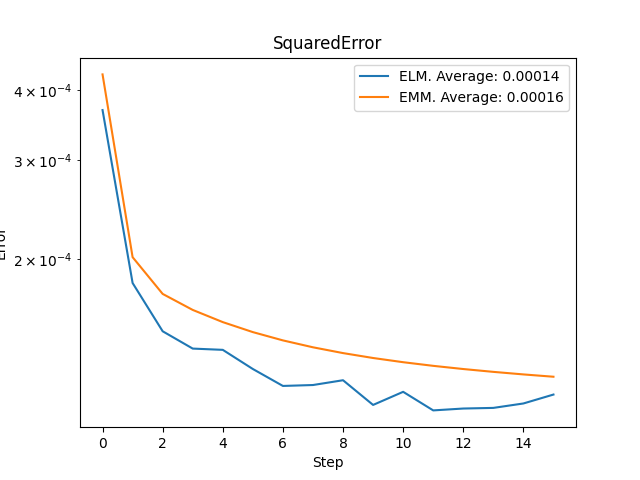 SquaredError
ELM. Average: 0.00014
EMM. Average: 0.00016
4 × 10⁻⁴
3 × 10⁻⁴
2 × 10⁻⁴
Error
0 2 4 6 8 10 12 14
Step